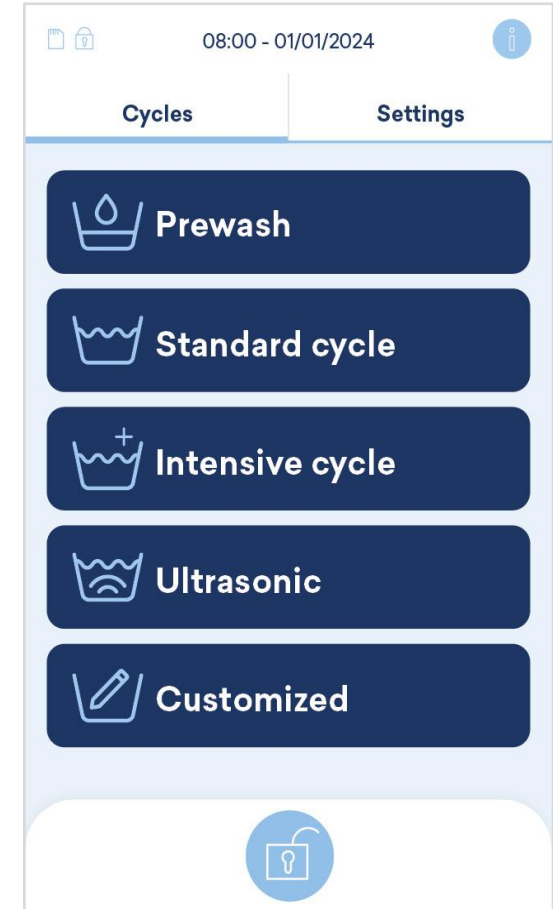 08:00 - 01/01/2024
Cycles
Settings
Prewash
Standard cycle
Intensive cycle
Ultrasonic
Customized